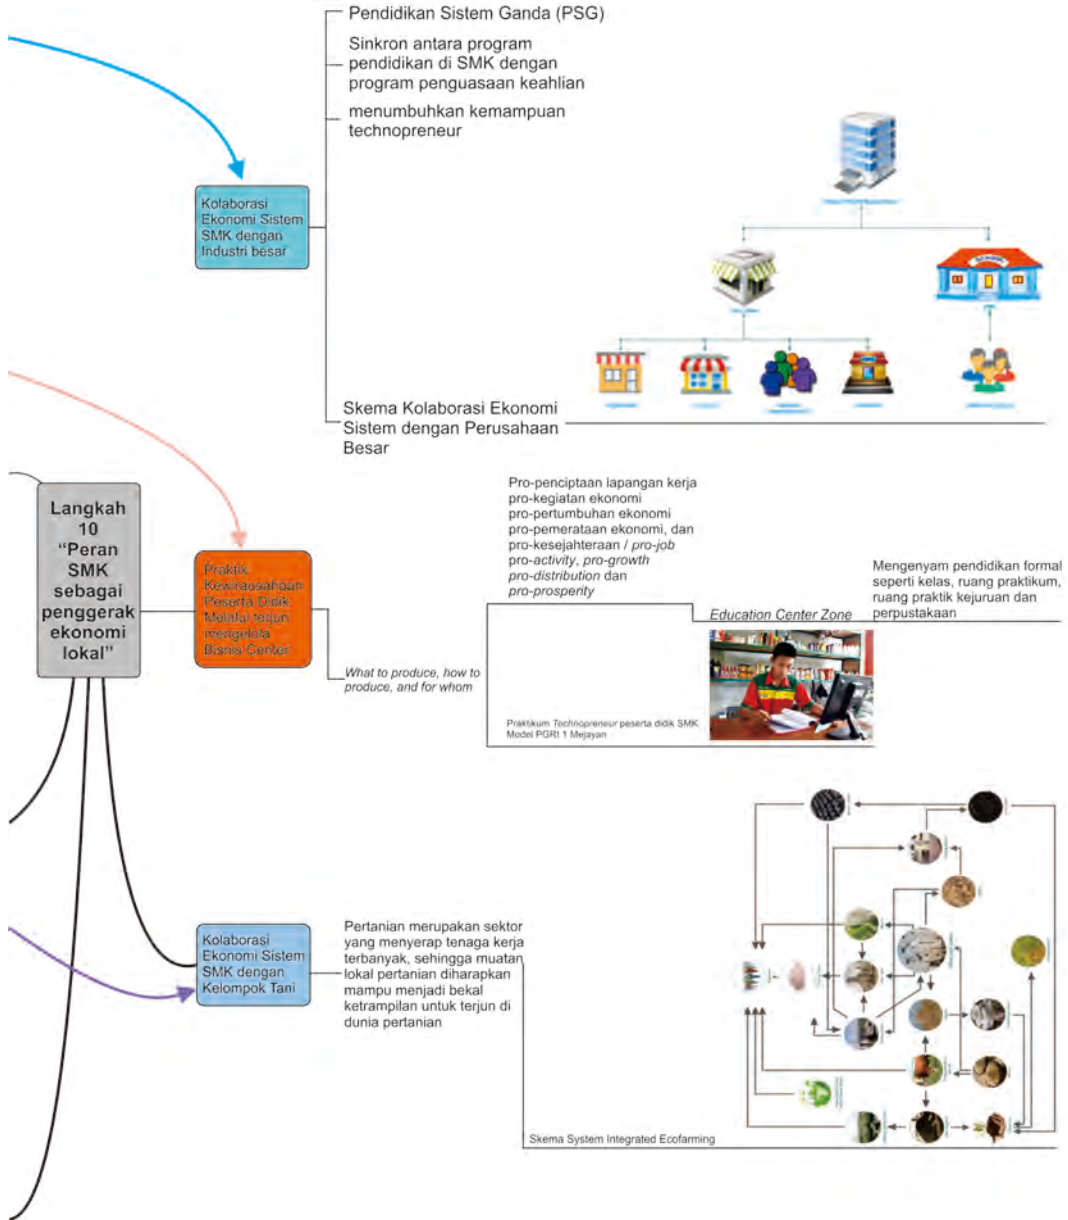 Pendidikan Sistem Ganda (PSG)
Sinkron antara program
pendidikan di SMK dengan
program penguasaan keahlian
menumbuhkan kemampuan
technopreneur
Kolaborasi
Ekonomi Sistem
SMK dengan
Industri besar
SCHOOL
Skema Kolaborasi Ekonomi
Sistem dengan Perusahaan
Besar
Langkah
10
“Peran
SMK
sebagai
penggerak
ekonomi
lokal”
Praktik
Kewirausahaan
Peserta Didik
Melalui terjun
mengelola
Bisnis Center
What to produce, how to
produce, and for whom
Pro-penciptaan lapangan kerja
pro-kegiatan ekonomi
pro-pertumbuhan ekonomi
pro-pemerataan ekonomi, dan
pro-kesejahteraan / pro-job
pro-activity, pro-growth
pro-distribution dan
pro-prosperity
Education Center Zone
Mengenyam pendidikan formal
seperti kelas, ruang praktikum,
ruang praktik kejuruan dan
perpustakaan
Praktikum Technopreneur peserta didik SMK
Model PGRI 1 Mejayan
Kolaborasi
Ekonomi Sistem
SMK dengan
Kelompok Tani
Pertanian merupakan sektor
yang menyerap tenaga kerja
terbanyak, sehingga muatan
lokal pertanian diharapkan
mampu menjadi bekal
ketrampilan untuk terjun di
dunia pertanian
Skema System Integrated Ecofarming